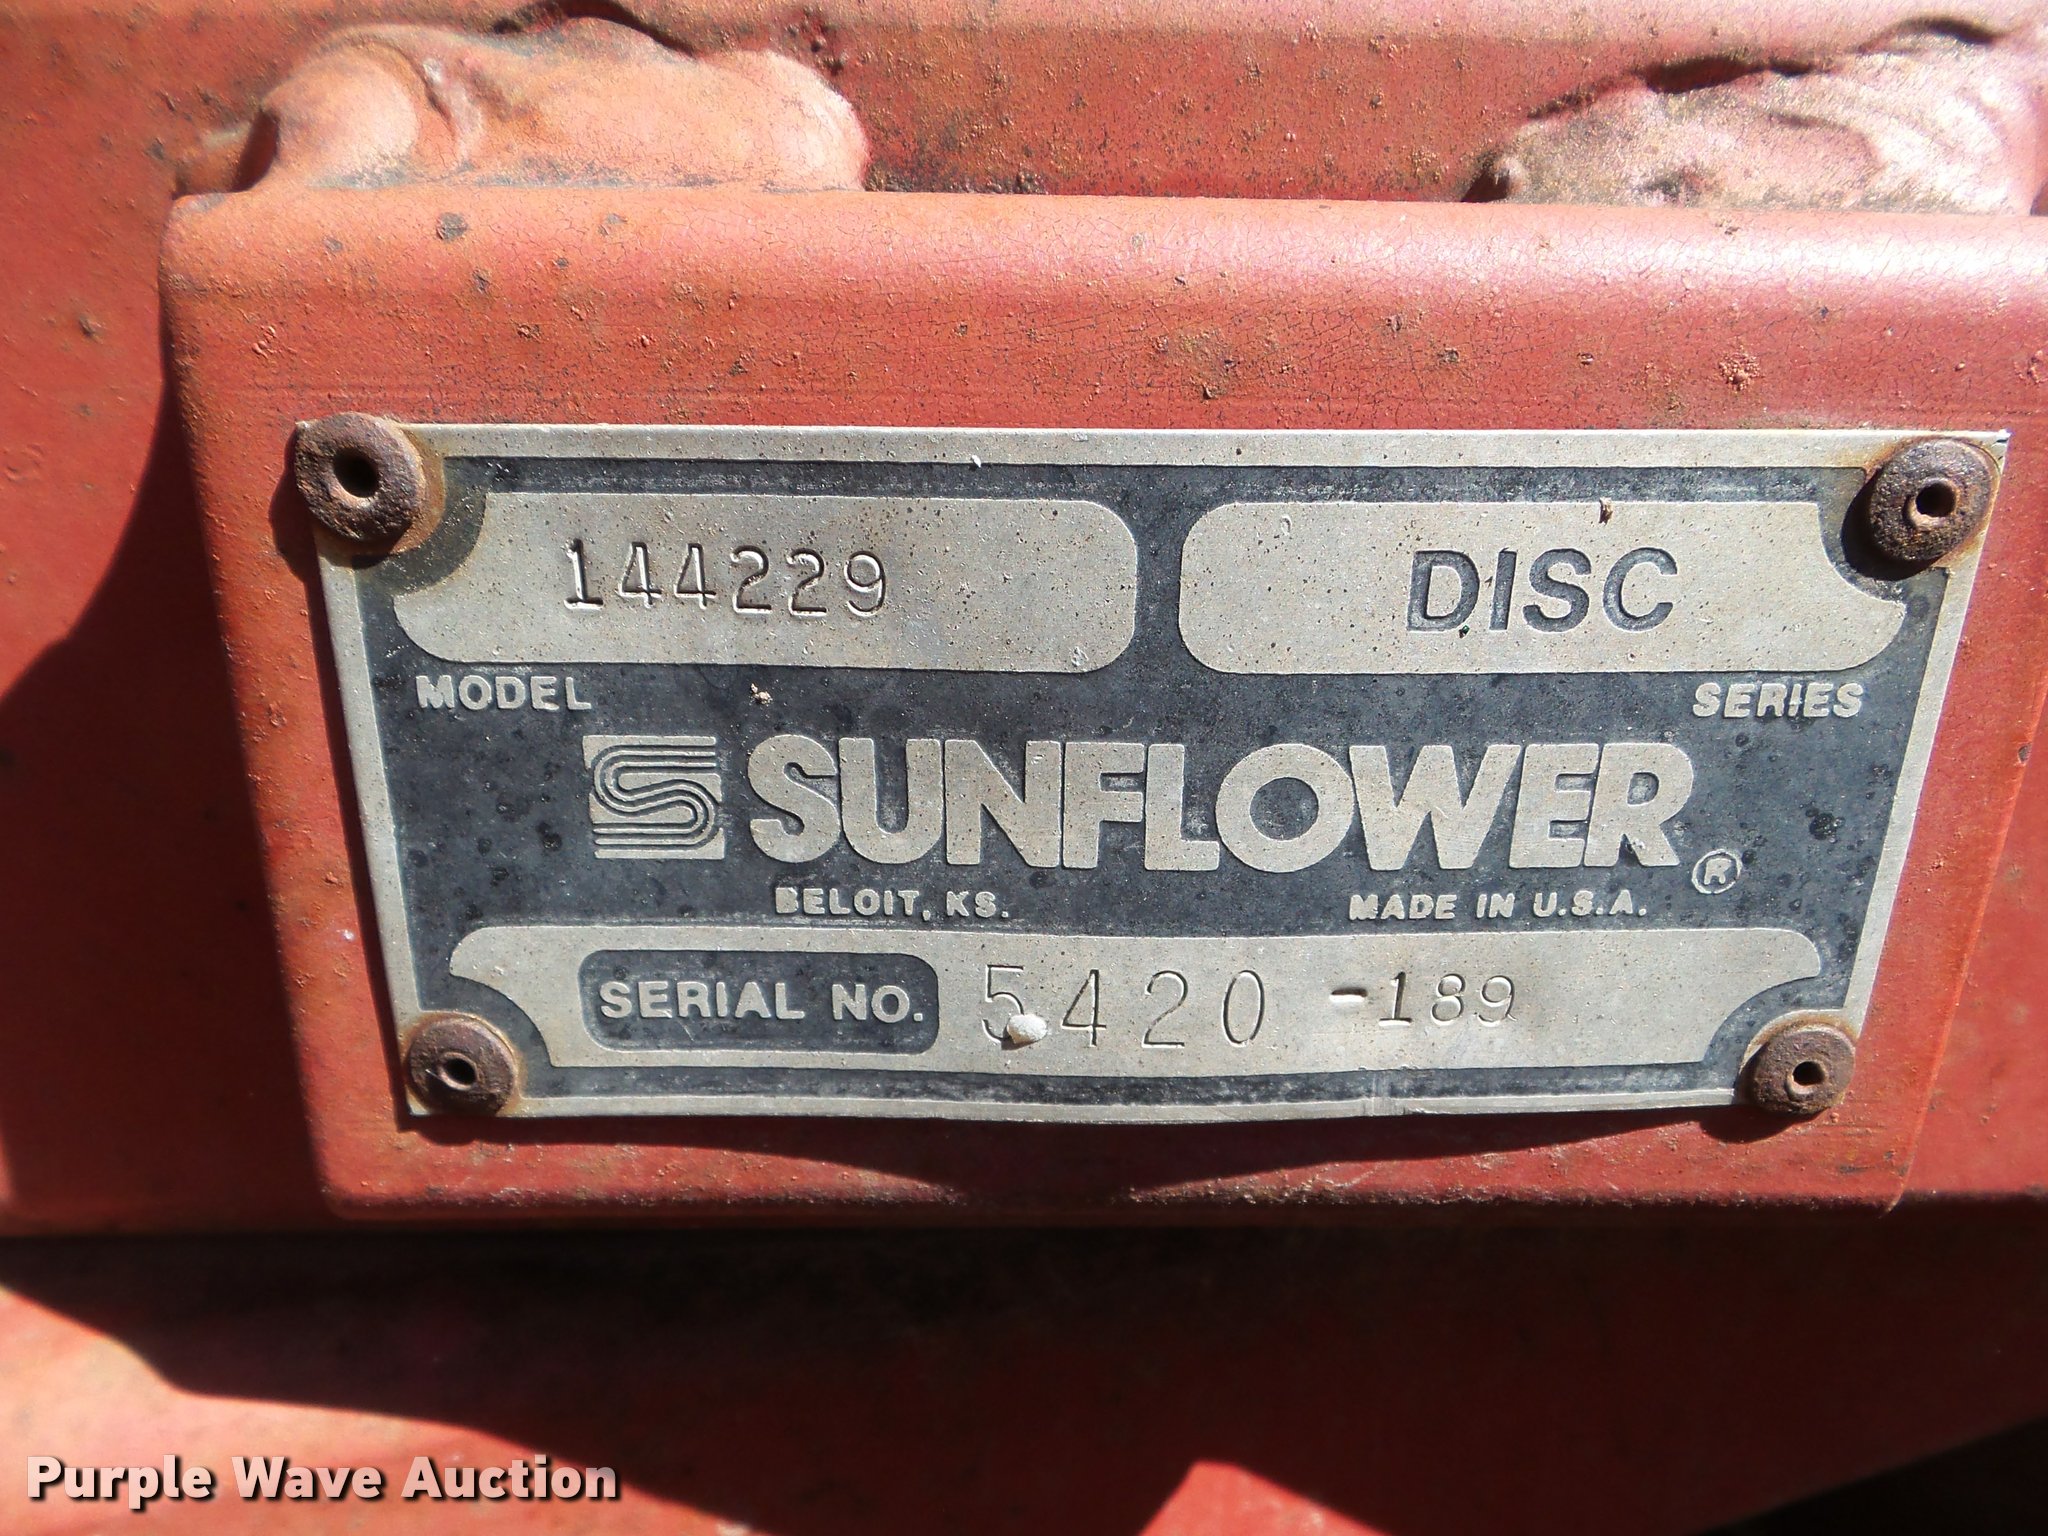 144229 DISC
MODEL SERIES
SUNFLOWER ®
BELOIT, KS. MADE IN U.S.A.
SERIAL NO. 5420 -189
Purple Wave Auction